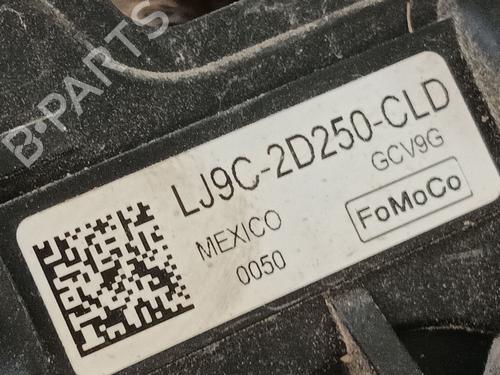 B-PARTS
LJ9C-2D250-CLD
GCV9G
MEXICO
FoMoCo
0050